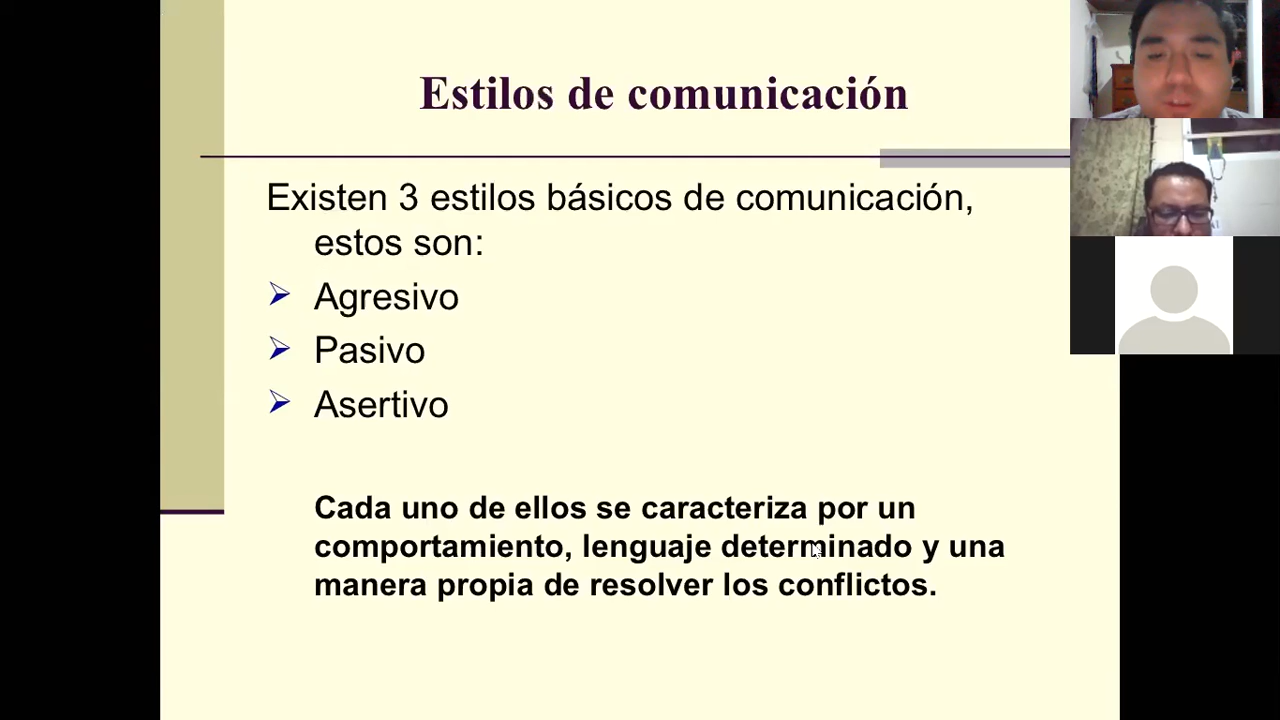 Estilos de comunicación
Existen 3 estilos básicos de comunicación,
estos son:
Agresivo
Pasivo
Asertivo
Cada uno de ellos se caracteriza por un
comportamiento, lenguaje determinado y una
manera propia de resolver los conflictos.